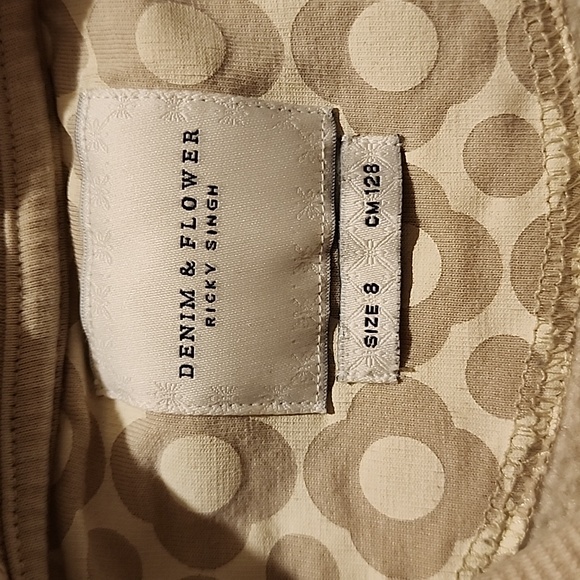 DENIM & FLOWER
RICKY SINGH
SIZE 8 CM 128